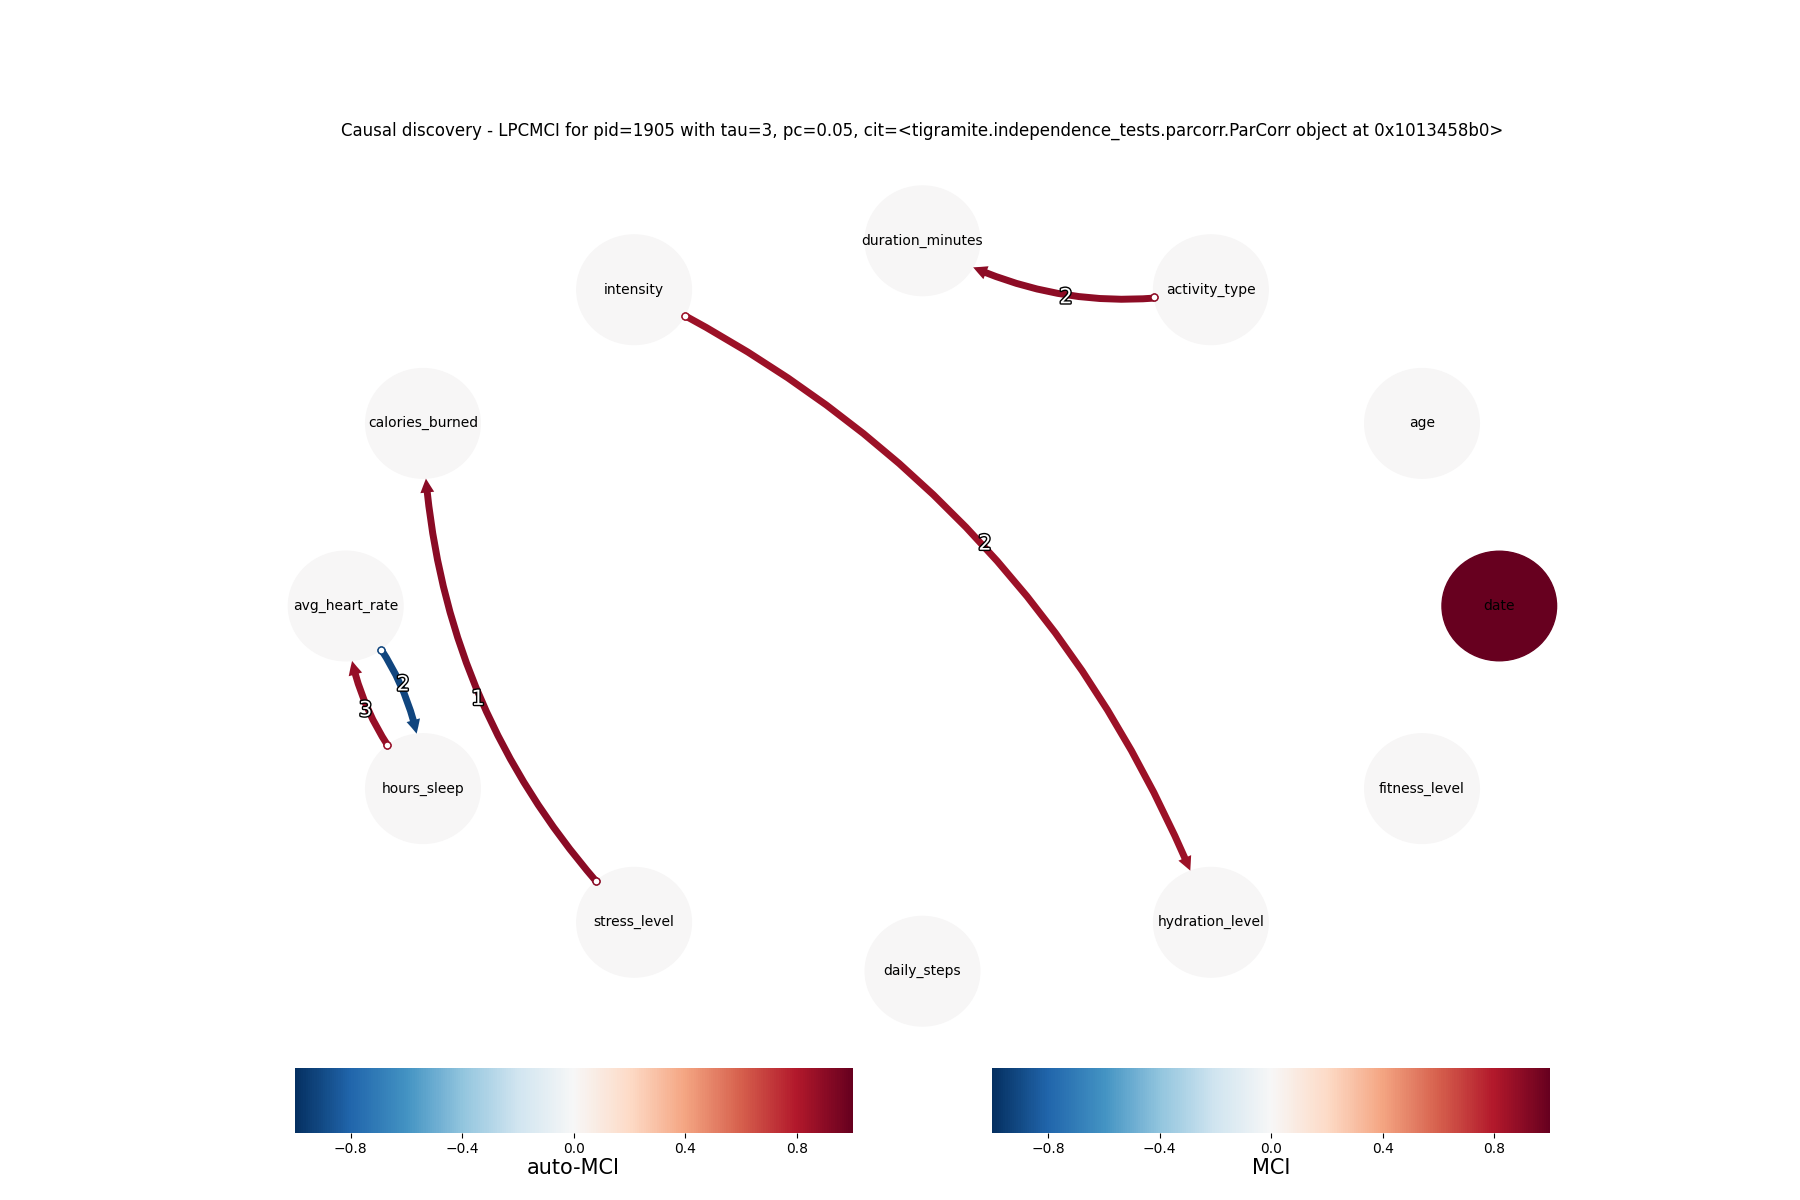 Causal discovery - LPCMCI for pid=1905 with tau=3, pc=0.05, cit=<tigramite.independence_tests.parcorr.ParCorr object at 0x1013458b0>
duration_minutes
intensity
activity_type
2
calories_burned
age
2
avg_heart_rate
date
2
1
3
hours_sleep
fitness_level
stress_level
hydration_level
daily_steps
−0.8 −0.4 0.0 0.4 0.8
auto-MCI
−0.8 −0.4 0.0 0.4 0.8
MCI